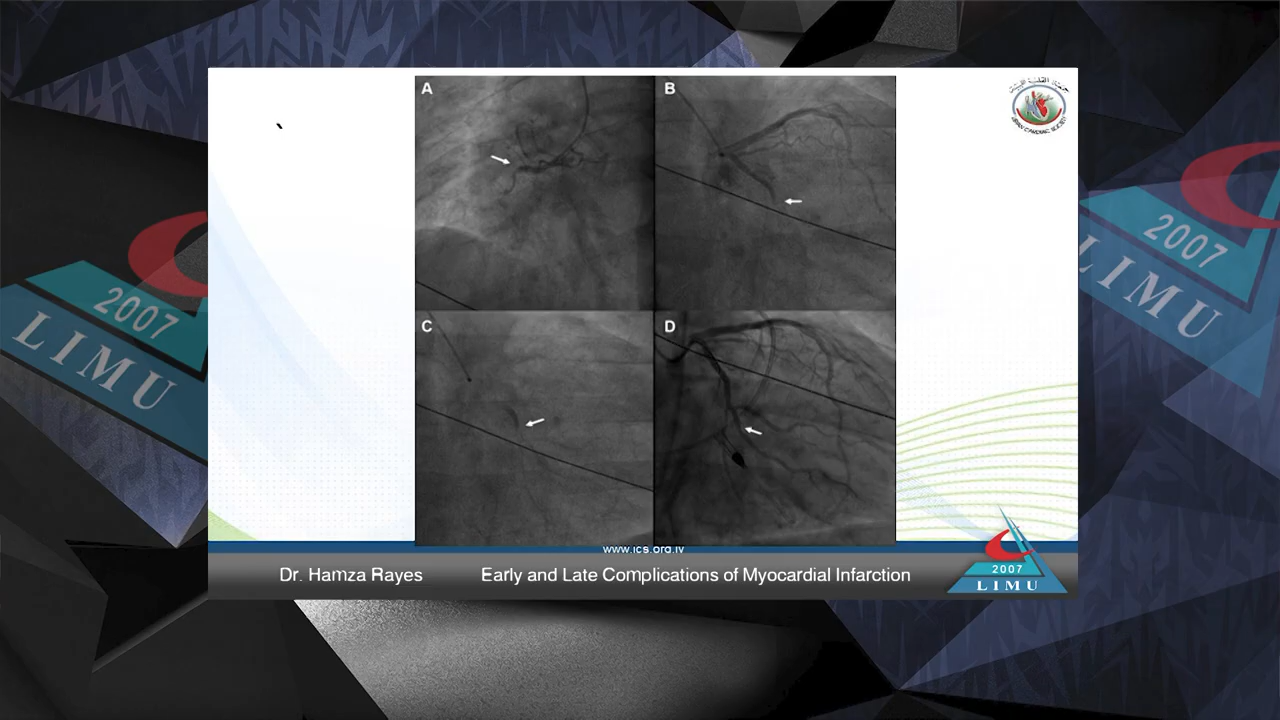 A
B
C
D
www.ics.org.ly
Dr. Hamza Rayes
Early and Late Complications of Myocardial Infarction
2007
LIMU
2007
LIMU
2007
LIMU